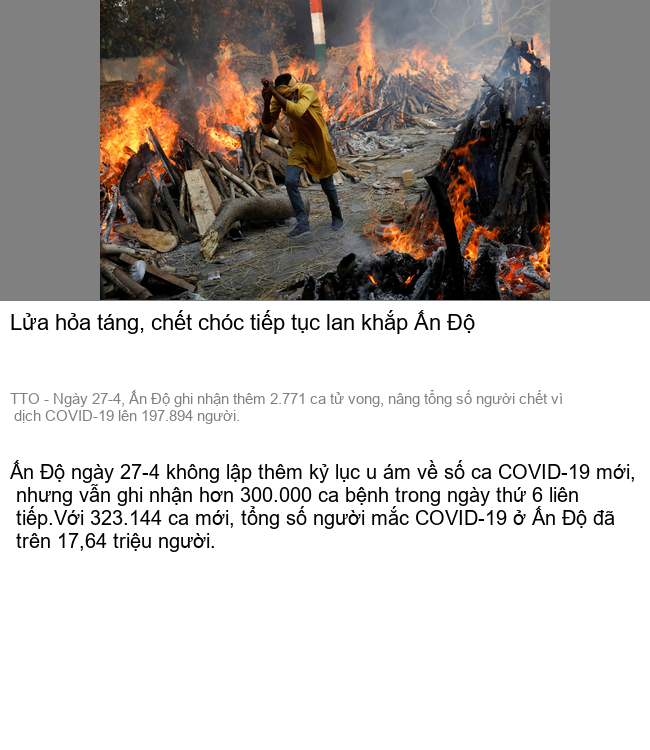 Lửa hỏa táng, chết chóc tiếp tục lan khắp Ấn Độ
TTO - Ngày 27-4, Ấn Độ ghi nhận thêm 2.771 ca tử vong, nâng tổng số người chết vì
dịch COVID-19 lên 197.894 người.
Ấn Độ ngày 27-4 không lập thêm kỷ lục u ám về số ca COVID-19 mới,
nhưng vẫn ghi nhận hơn 300.000 ca bệnh trong ngày thứ 6 liên
tiếp.Với 323.144 ca mới, tổng số người mắc COVID-19 ở Ấn Độ đã
trên 17,64 triệu người.